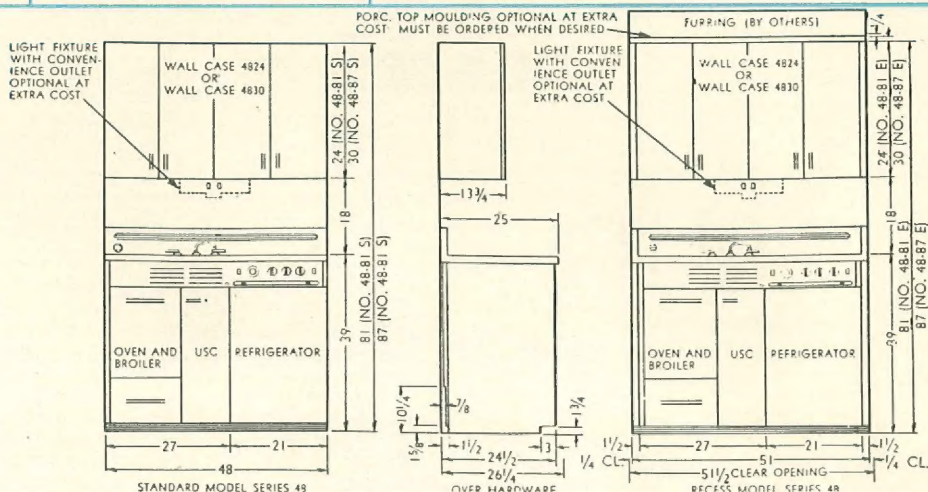 PORC. TOP MOULDING OPTIONAL AT EXTRA
COST MUST BE ORDERED WHEN DESIRED
LIGHT FIXTURE
WITH CONVEN-
IENCE OUTLET
OPTIONAL AT
EXTRA COST
WALL CASE 4824
OR
WALL CASE 4830
24 (NO. 48-81 S)
30 (NO. 48-87 S)
18
39
81 (NO. 48-81 S)
87 (NO. 48-81 S)
OVEN AND
BROILER
USC
REFRIGERATOR
27
21
48
STANDARD MODEL SERIES 48
13 3/4
25
10 1/4
7/8
1 5/8
1 1/2
3
1 3/4
24 1/2
26 1/4
OVER HARDWARE
FURRING (BY OTHERS)
1/4
LIGHT FIXTURE
WITH CONVEN-
IENCE OUTLET
OPTIONAL AT
EXTRA COST
WALL CASE 4824
OR
WALL CASE 4830
24 (NO. 48-81 E)
30 (NO. 48-87 E)
18
39
81 (NO. 48-81 E)
87 (NO. 48-87 E)
OVEN AND
BROILER
USC
REFRIGERATOR
1 1/2
27
21
1 1/2
1/4 CL.
51
1/4 CL.
51 1/2 CLEAR OPENING
RECESS MODEL SERIES 48